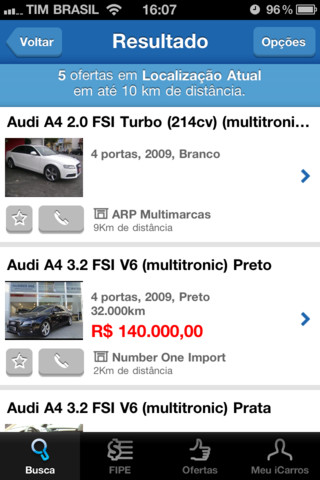 TIM BRASIL 16:07 96%
Voltar Resultado Opções
5 ofertas em Localização Atual
em até 10 km de distância.
Audi A4 2.0 FSI Turbo (214cv) (multitroni...
4 portas, 2009, Branco
ARP Multimarcas
9Km de distância
Audi A4 3.2 FSI V6 (multitronic) Preto
4 portas, 2009, Preto
32.000km
R$ 140.000,00
Number One Import
2Km de distância
Audi A4 3.2 FSI V6 (multitronic) Prata
Busca FIPE Ofertas Meu iCarros